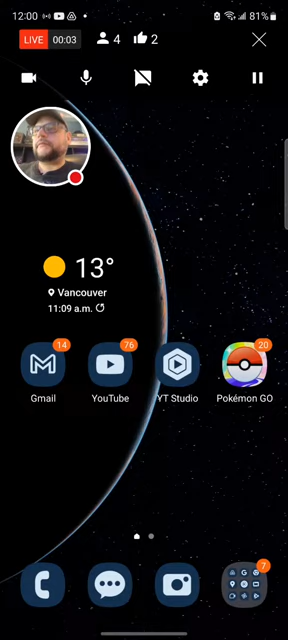 12:00 81%
LIVE 00:03 4 2
13°
Vancouver
11:09 a.m.
14 76 20
Gmail YouTube YT Studio Pokémon GO
7